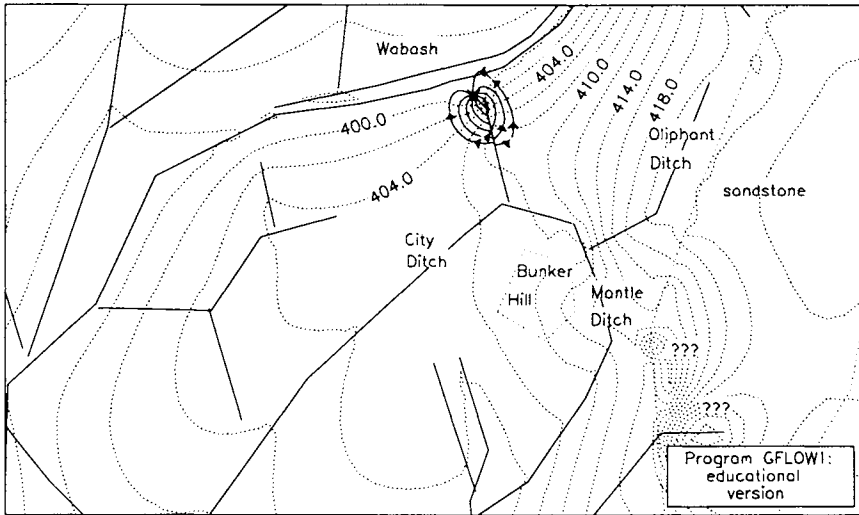 Wabash
404.0
410.0
414.0
418.0
400.0
Oliphant
Ditch
404.0
sandstone
City
Ditch
Bunker
Hill
Mantle
Ditch
???
???
Program GFLOW1:
educational
version